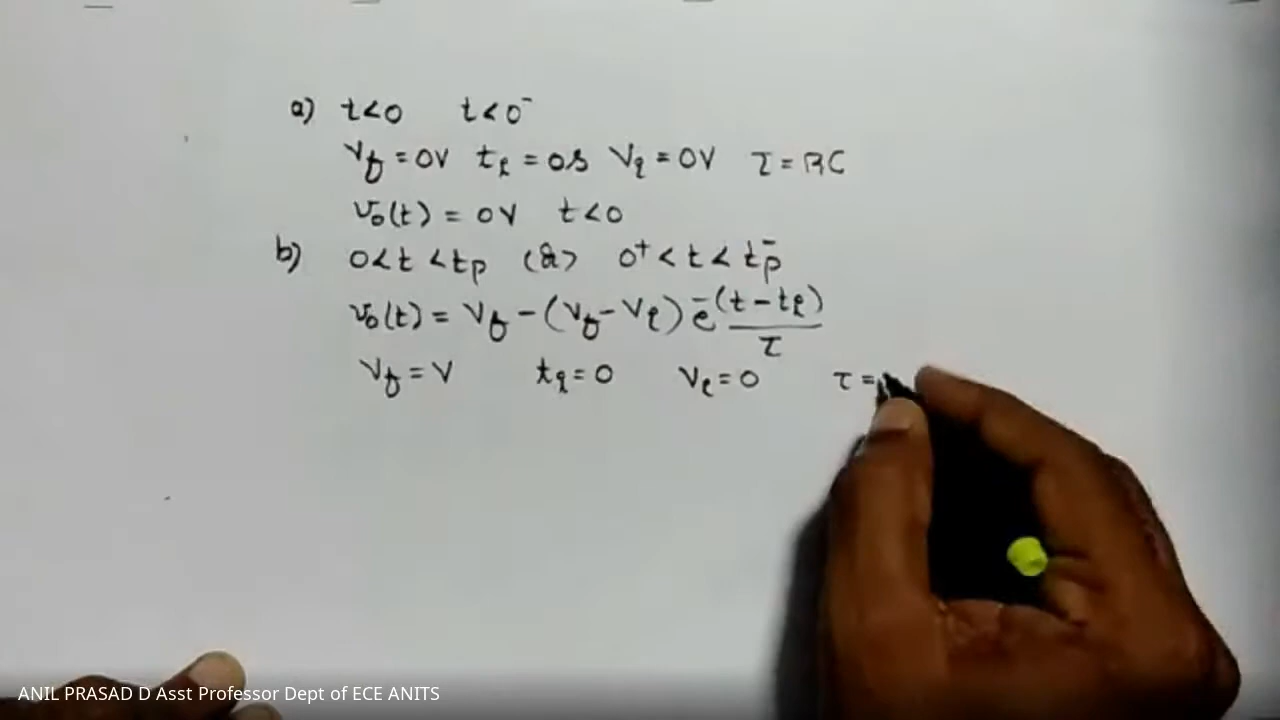 a) t<0 t<0⁻
V_f = 0V t_i = 0s V_i = 0V τ = RC
v_o(t) = 0V t<0
b) 0<t<t_p (or) 0⁺<t<t_p⁻
v_o(t) = V_f - (V_f - V_i) e^-(t-t_i)/τ
V_f = V t_i = 0 V_i = 0 τ =
ANIL PRASAD D Asst Professor Dept of ECE ANITS